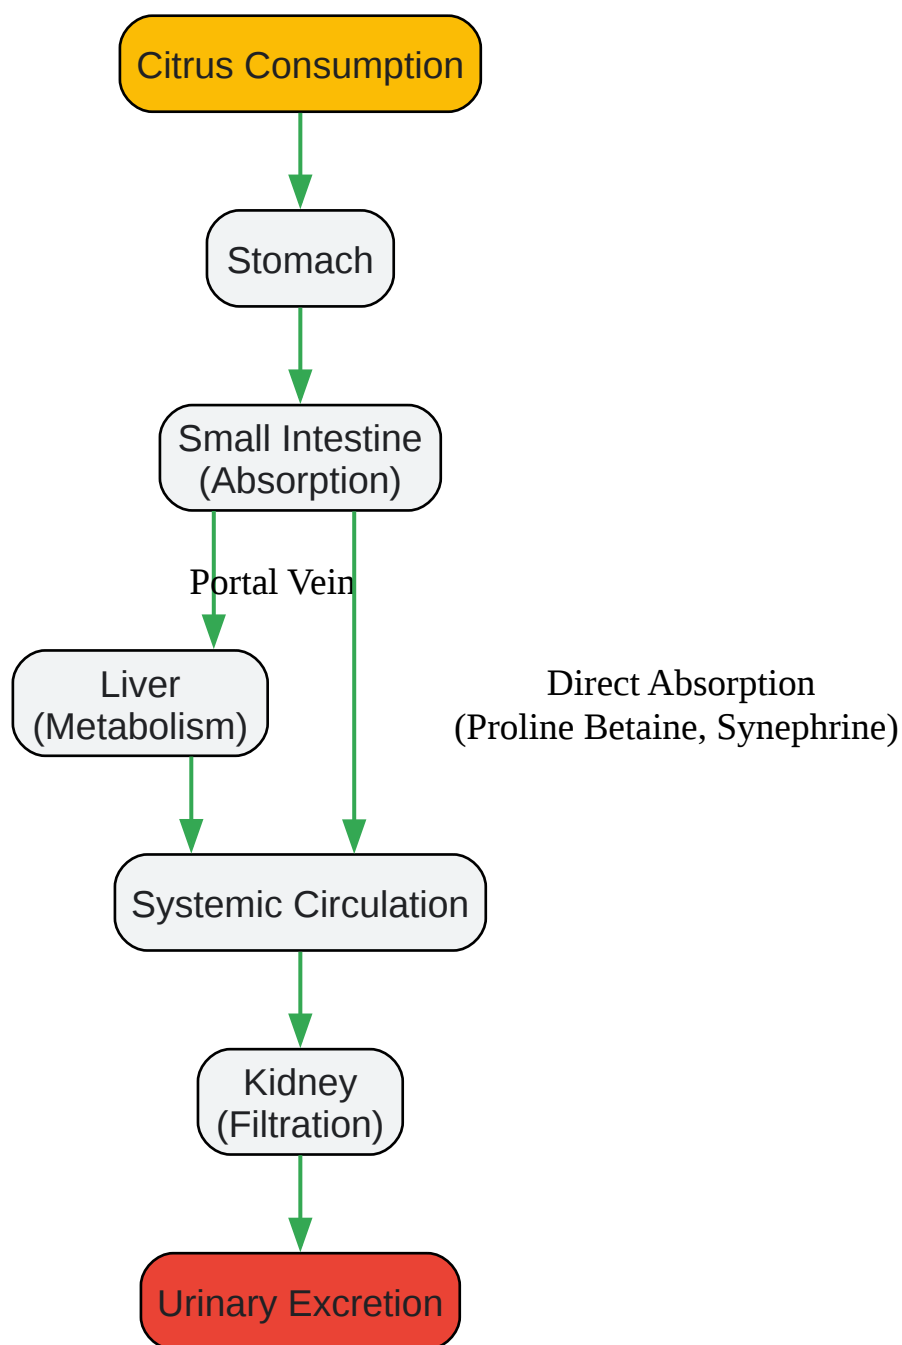 Citrus Consumption
Stomach
Small Intestine
(Absorption)
Portal Vein
Liver
(Metabolism)
Direct Absorption
(Proline Betaine, Synephrine)
Systemic Circulation
Kidney
(Filtration)
Urinary Excretion